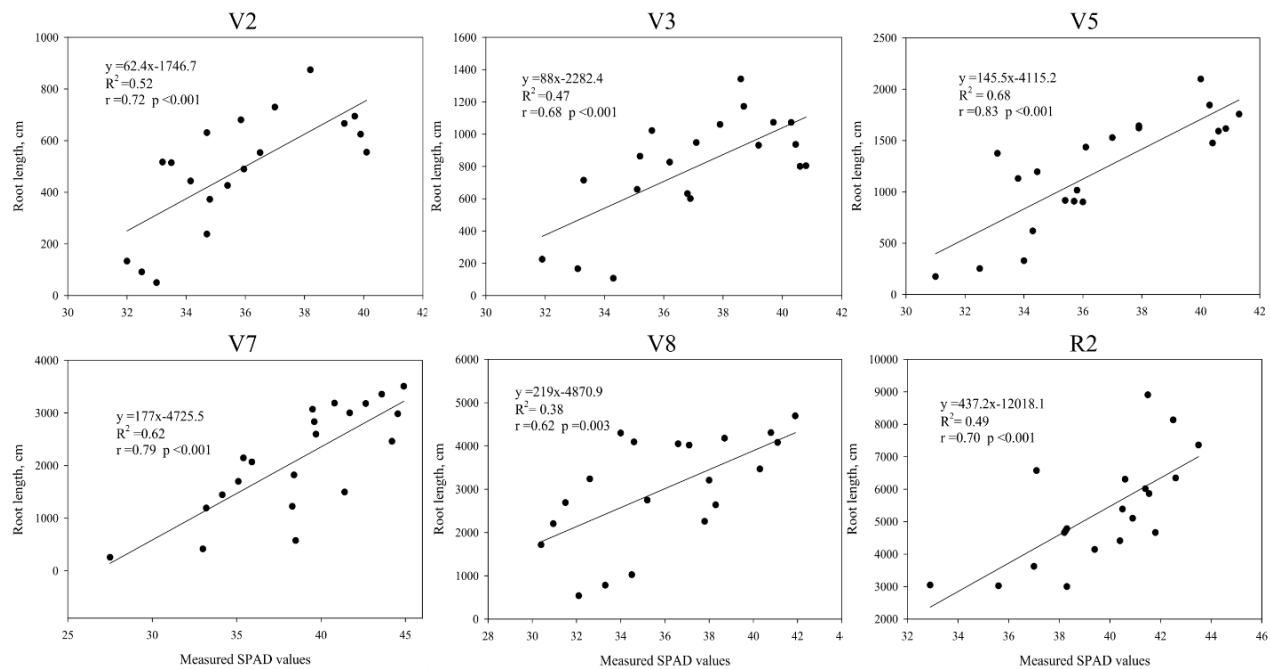 V2
1000
800
600
400
200
0
Root length, cm
y =62.4x-1746.7
R² =0.52
r =0.72 p <0.001
30 32 34 36 38 40 42
V3
1600
1400
1200
1000
800
600
400
200
0
Root length, cm
y =88x-2282.4
R² =0.47
r =0.68 p <0.001
30 32 34 36 38 40 42
V5
2500
2000
1500
1000
500
0
Root length, cm
y =145.5x-4115.2
R² = 0.68
r =0.83 p <0.001
30 32 34 36 38 40 42
V7
4000
3000
2000
1000
0
Root length, cm
y =177x-4725.5
R² =0.62
r =0.79 p <0.001
25 30 35 40 45
Measured SPAD values
V8
6000
5000
4000
3000
2000
1000
0
Root length, cm
y =219x-4870.9
R²= 0.38
r =0.62 p =0.003
28 30 32 34 36 38 40 42
Measured SPAD values
R2
10000
9000
8000
7000
6000
5000
4000
3000
2000
Root length, cm
y =437.2x-12018.1
R² =0.49
r =0.70 p <0.001
32 34 36 38 40 42 44 46
Measured SPAD values